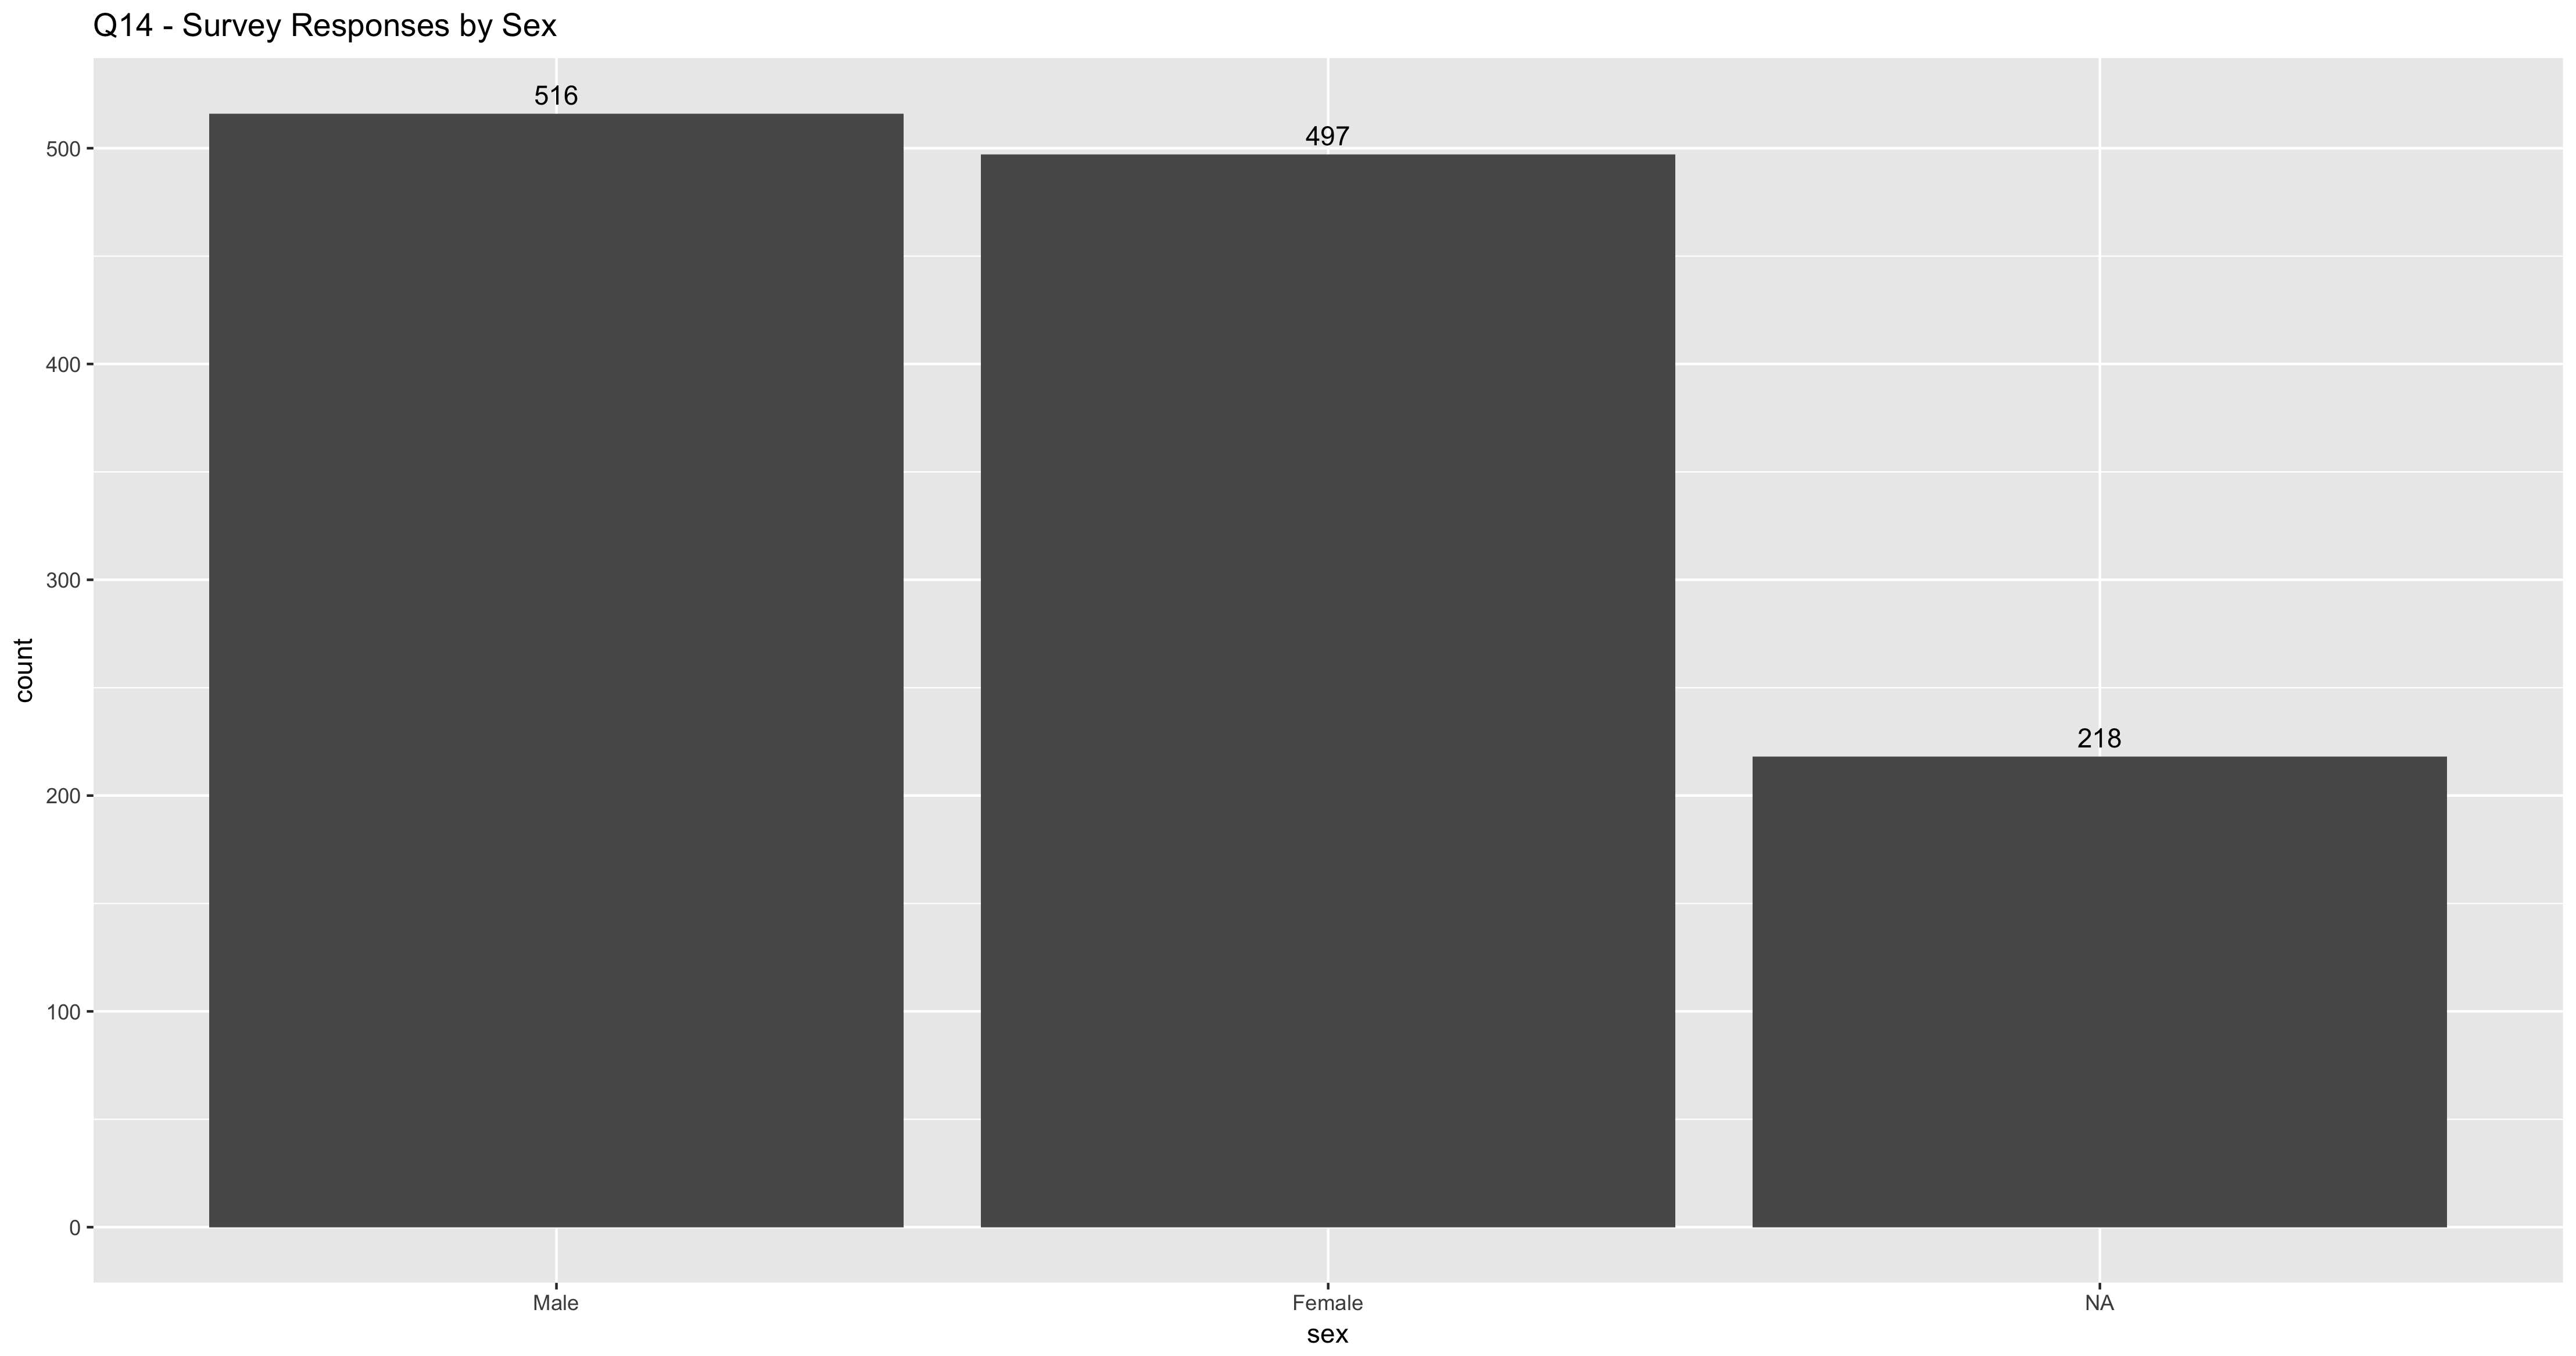 Q14 - Survey Responses by Sex
516
497
218
500
400
300
200
100
0
count
Male
Female
NA
sex